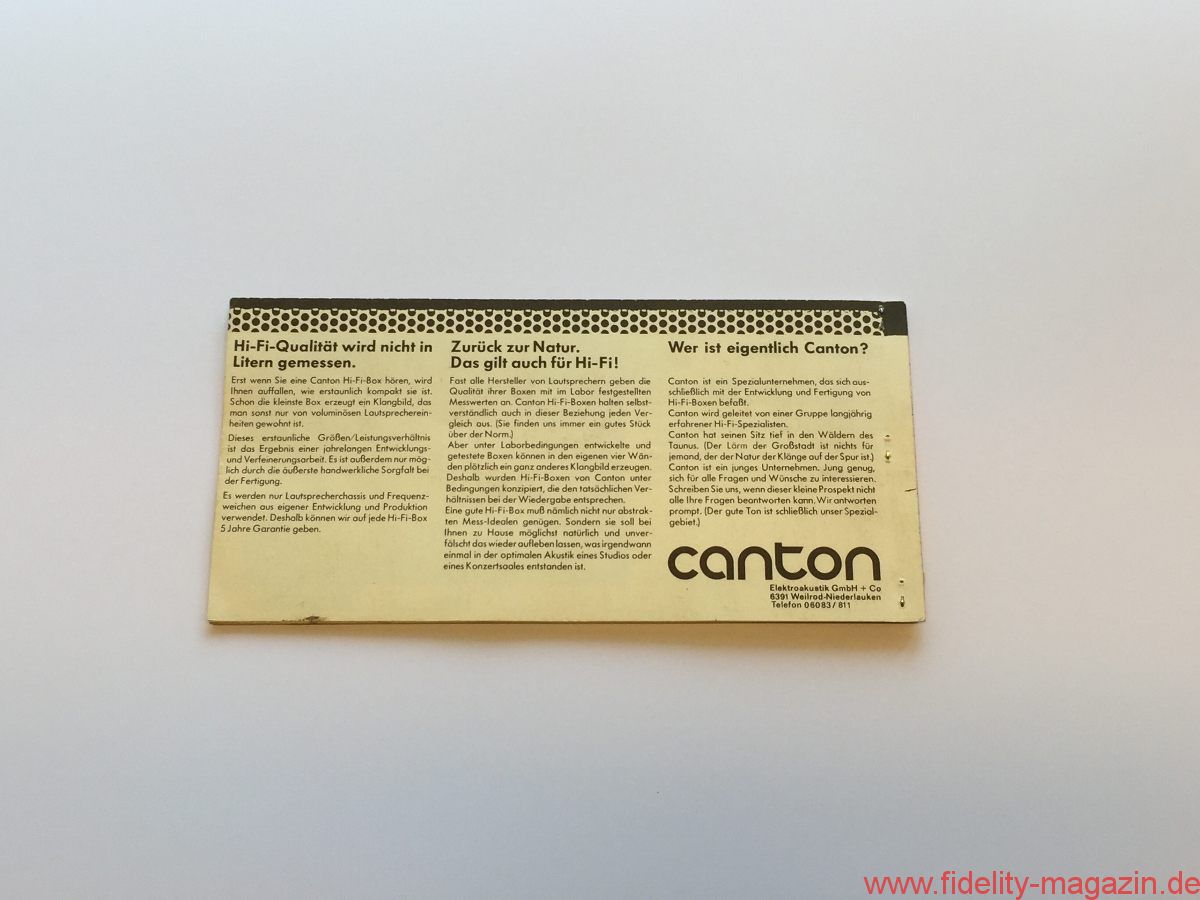 Hi-Fi-Qualität wird nicht in
Litern gemessen.
Erst wenn Sie eine Canton Hi-Fi-Box hören, wird
Ihnen auffallen, wie erstaunlich kompakt sie ist.
Schon die kleinste Box erzeugt ein Klangbild, das
man sonst nur von voluminösen Lautsprecherein-
heiten gewohnt ist.
Dieses erstaunliche Größen/Leistungsverhältnis
ist das Ergebnis einer jahrelangen Entwicklungs-
und Verfeinerungsarbeit. Es ist außerdem nur mög-
lich durch die äußerste handwerkliche Sorgfalt bei
der Fertigung.
Es werden nur Lautsprecherchassis und Frequenz-
weichen aus eigener Entwicklung und Produktion
verwendet. Deshalb können wir auf jede Hi-Fi-Box
5 Jahre Garantie geben.
Zurück zur Natur.
Das gilt auch für Hi-Fi!
Fast alle Hersteller von Lautsprechern geben die
Qualität ihrer Boxen mit im Labor festgestellten
Messwerten an. Canton Hi-Fi-Boxen halten selbst-
verständlich auch in dieser Beziehung jeden Ver-
gleich aus. (Sie finden uns immer ein gutes Stück
über der Norm.)
Aber unter Laborbedingungen entwickelte und
getestete Boxen können in den eigenen vier Wän-
den plötzlich ein ganz anderes Klangbild erzeugen.
Deshalb wurden Hi-Fi-Boxen von Canton unter
Bedingungen konzipiert, die den tatsächlichen Ver-
hältnissen bei der Wiedergabe entsprechen.
Eine gute Hi-Fi-Box muß nämlich nicht nur abstrak-
ten Mess-Idealen genügen. Sondern sie soll bei
Ihnen zu Hause möglichst natürlich und unver-
fälscht das wieder aufleben lassen, was irgendwann
einmal in der optimalen Akustik eines Studios oder
eines Konzertsaales entstanden ist.
Wer ist eigentlich Canton?
Canton ist ein Spezialunternehmen, das sich aus-
schließlich mit der Entwicklung und Fertigung von
Hi-Fi-Boxen befaßt.
Canton wird geleitet von einer Gruppe langjährig
erfahrener Hi-Fi-Spezialisten.
Canton hat seinen Sitz tief in den Wäldern des
Taunus. (Der Lärm der Großstadt ist nichts für
jemand, der der Natur der Klänge auf der Spur ist.)
Canton ist ein junges Unternehmen. Jung genug,
sich für alle Fragen und Wünsche zu interessieren.
Schreiben Sie uns, wenn dieser kleine Prospekt nicht
alle Ihre Fragen beantworten kann. Wir antworten
prompt. (Der gute Ton ist schließlich unser Spezial-
gebiet.)
canton
Elektroakustik GmbH + Co
6391 Weilrod-Niederlauken
Telefon 06083/811
www.fidelity-magazin.de